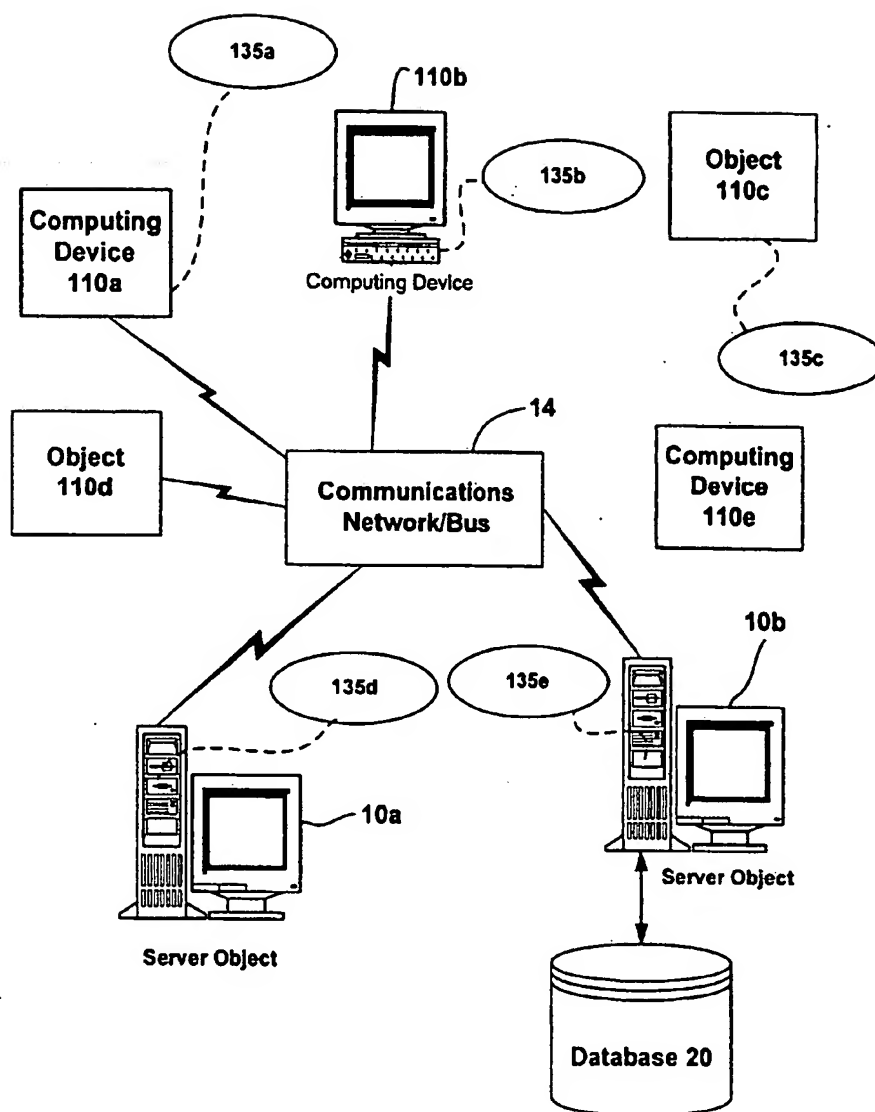 135a
110b
Object
110c
135b
Computing
Device
110a
Computing Device
135c
14
Object
110d
Communications
Network/Bus
Computing
Device
110e
10b
135d
135e
10a
Server Object
Server Object
Database 20